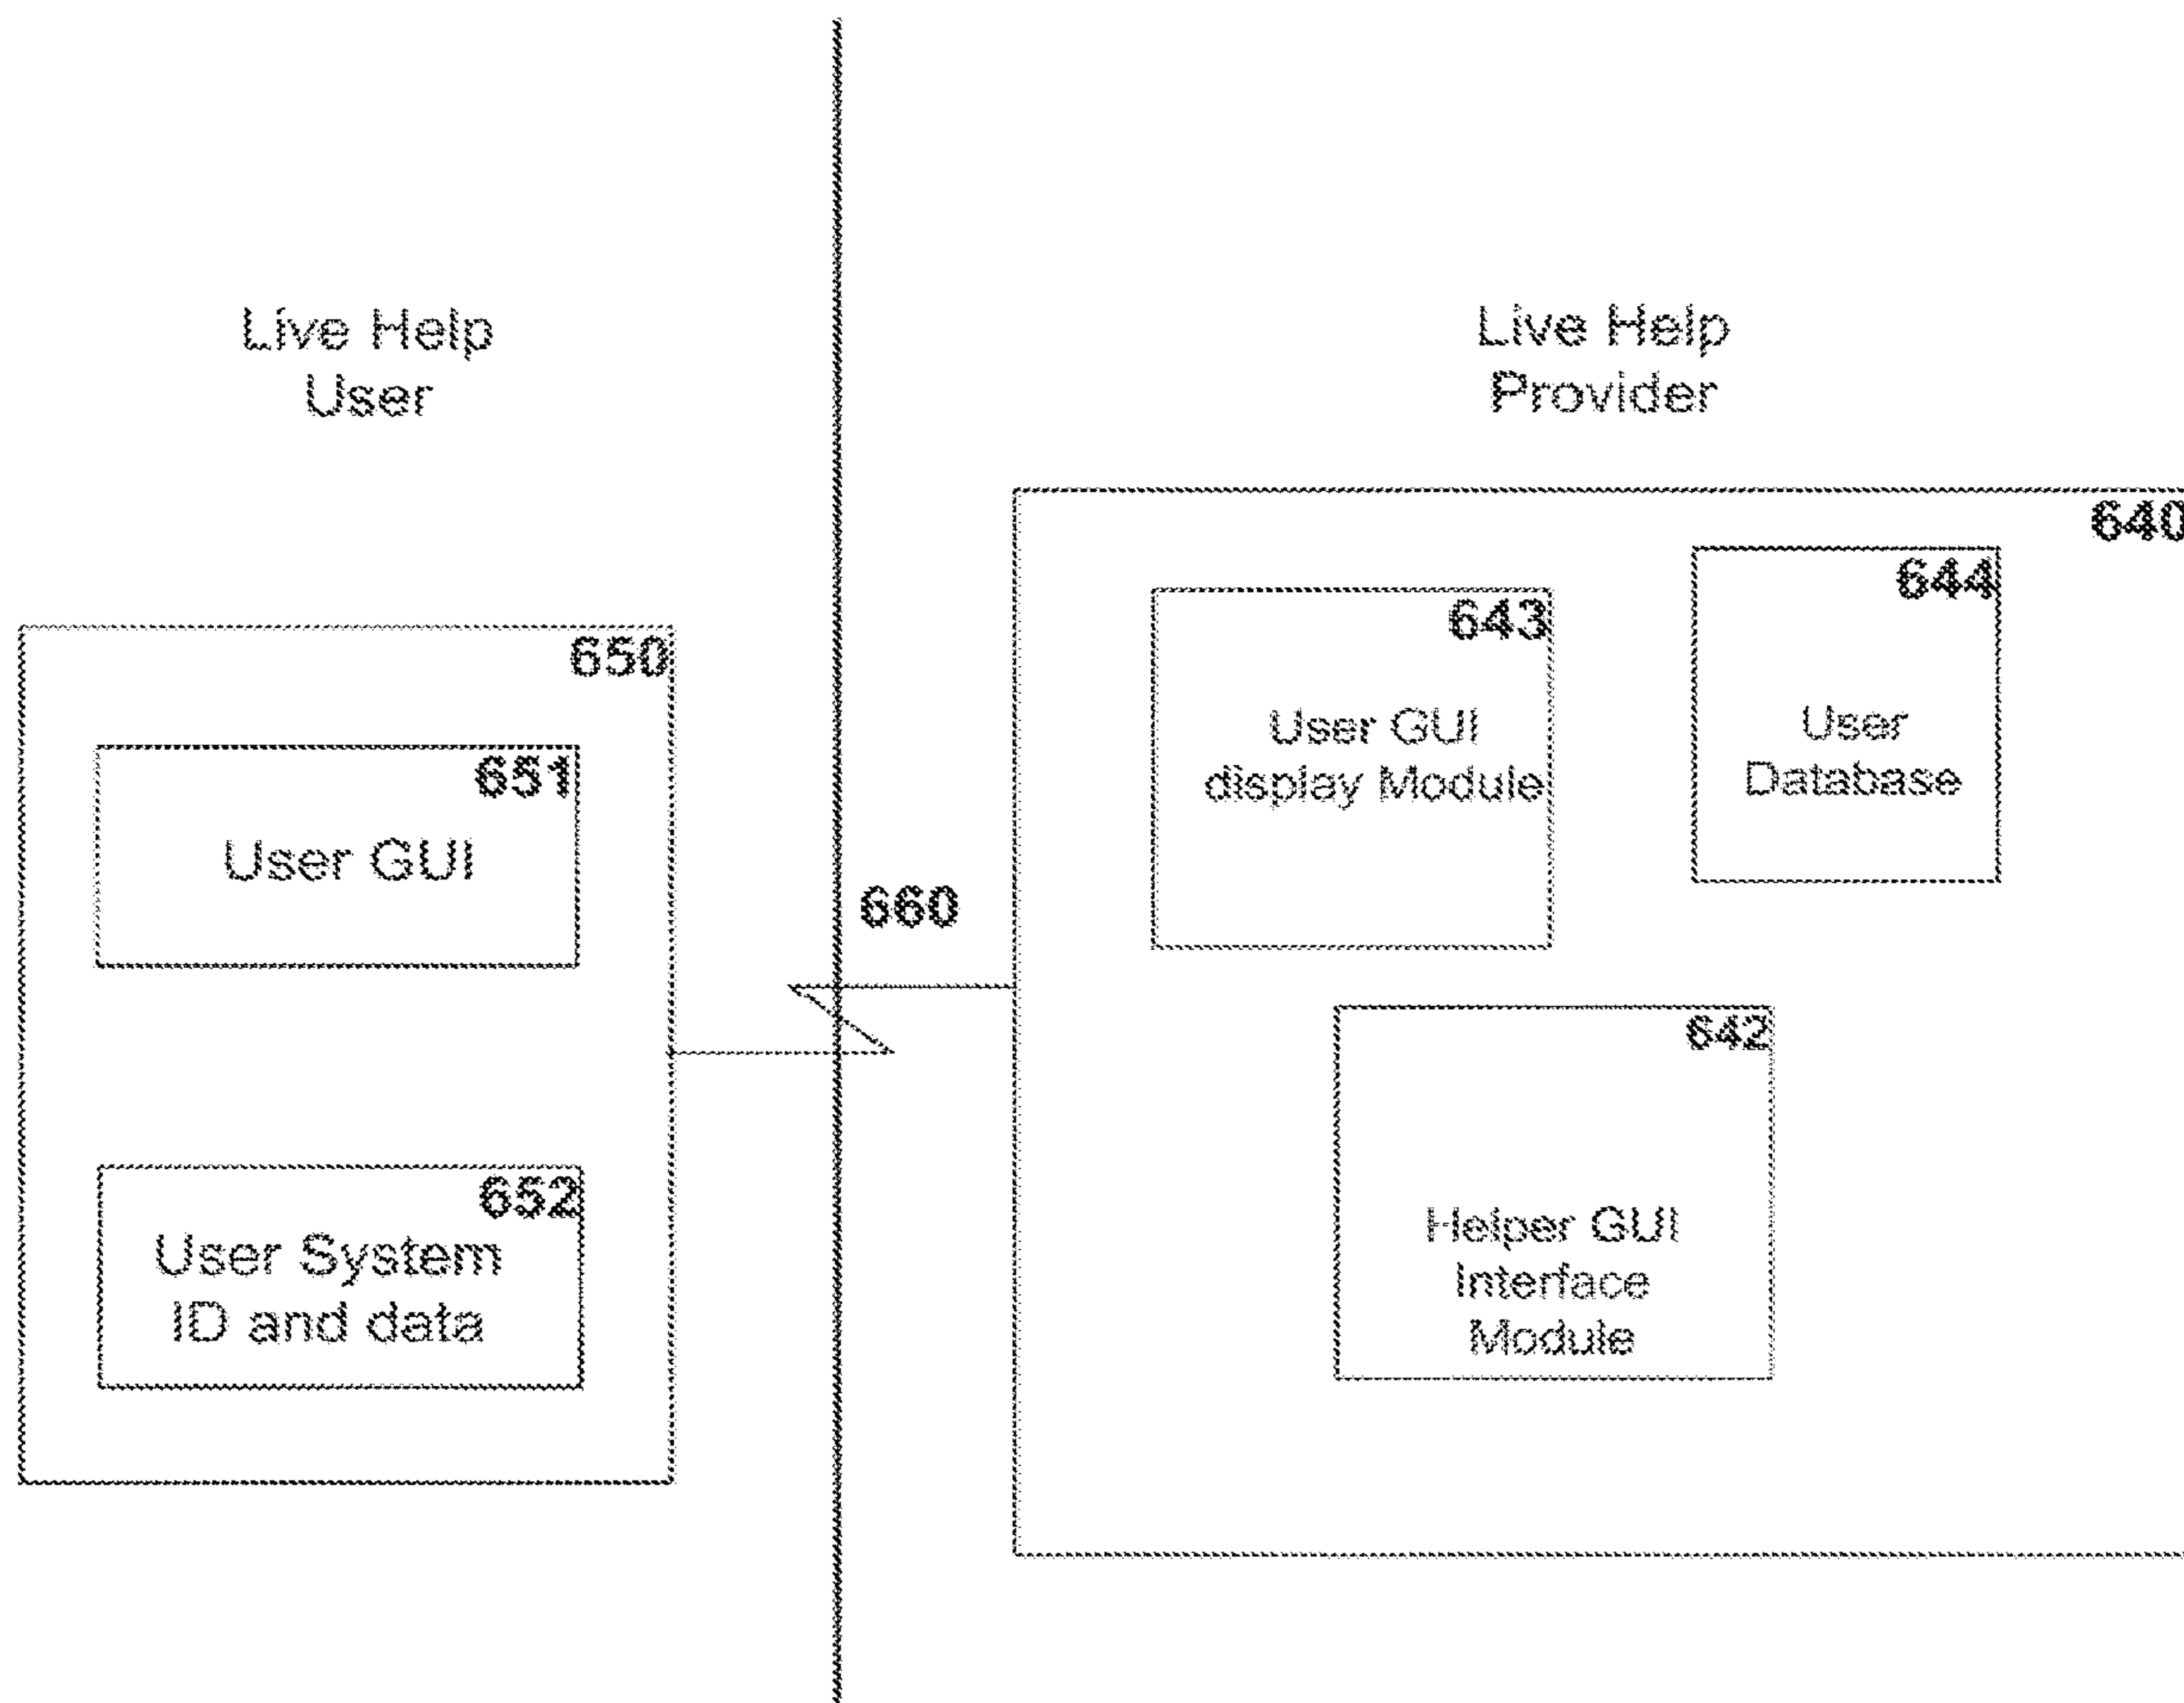 Live Help
User
650
651
User GUI
652
User System
ID and data
660
Live Help
Provider
640
643
User GUI
display Module
644
User
Database
642
Helper GUI
Interface
Module